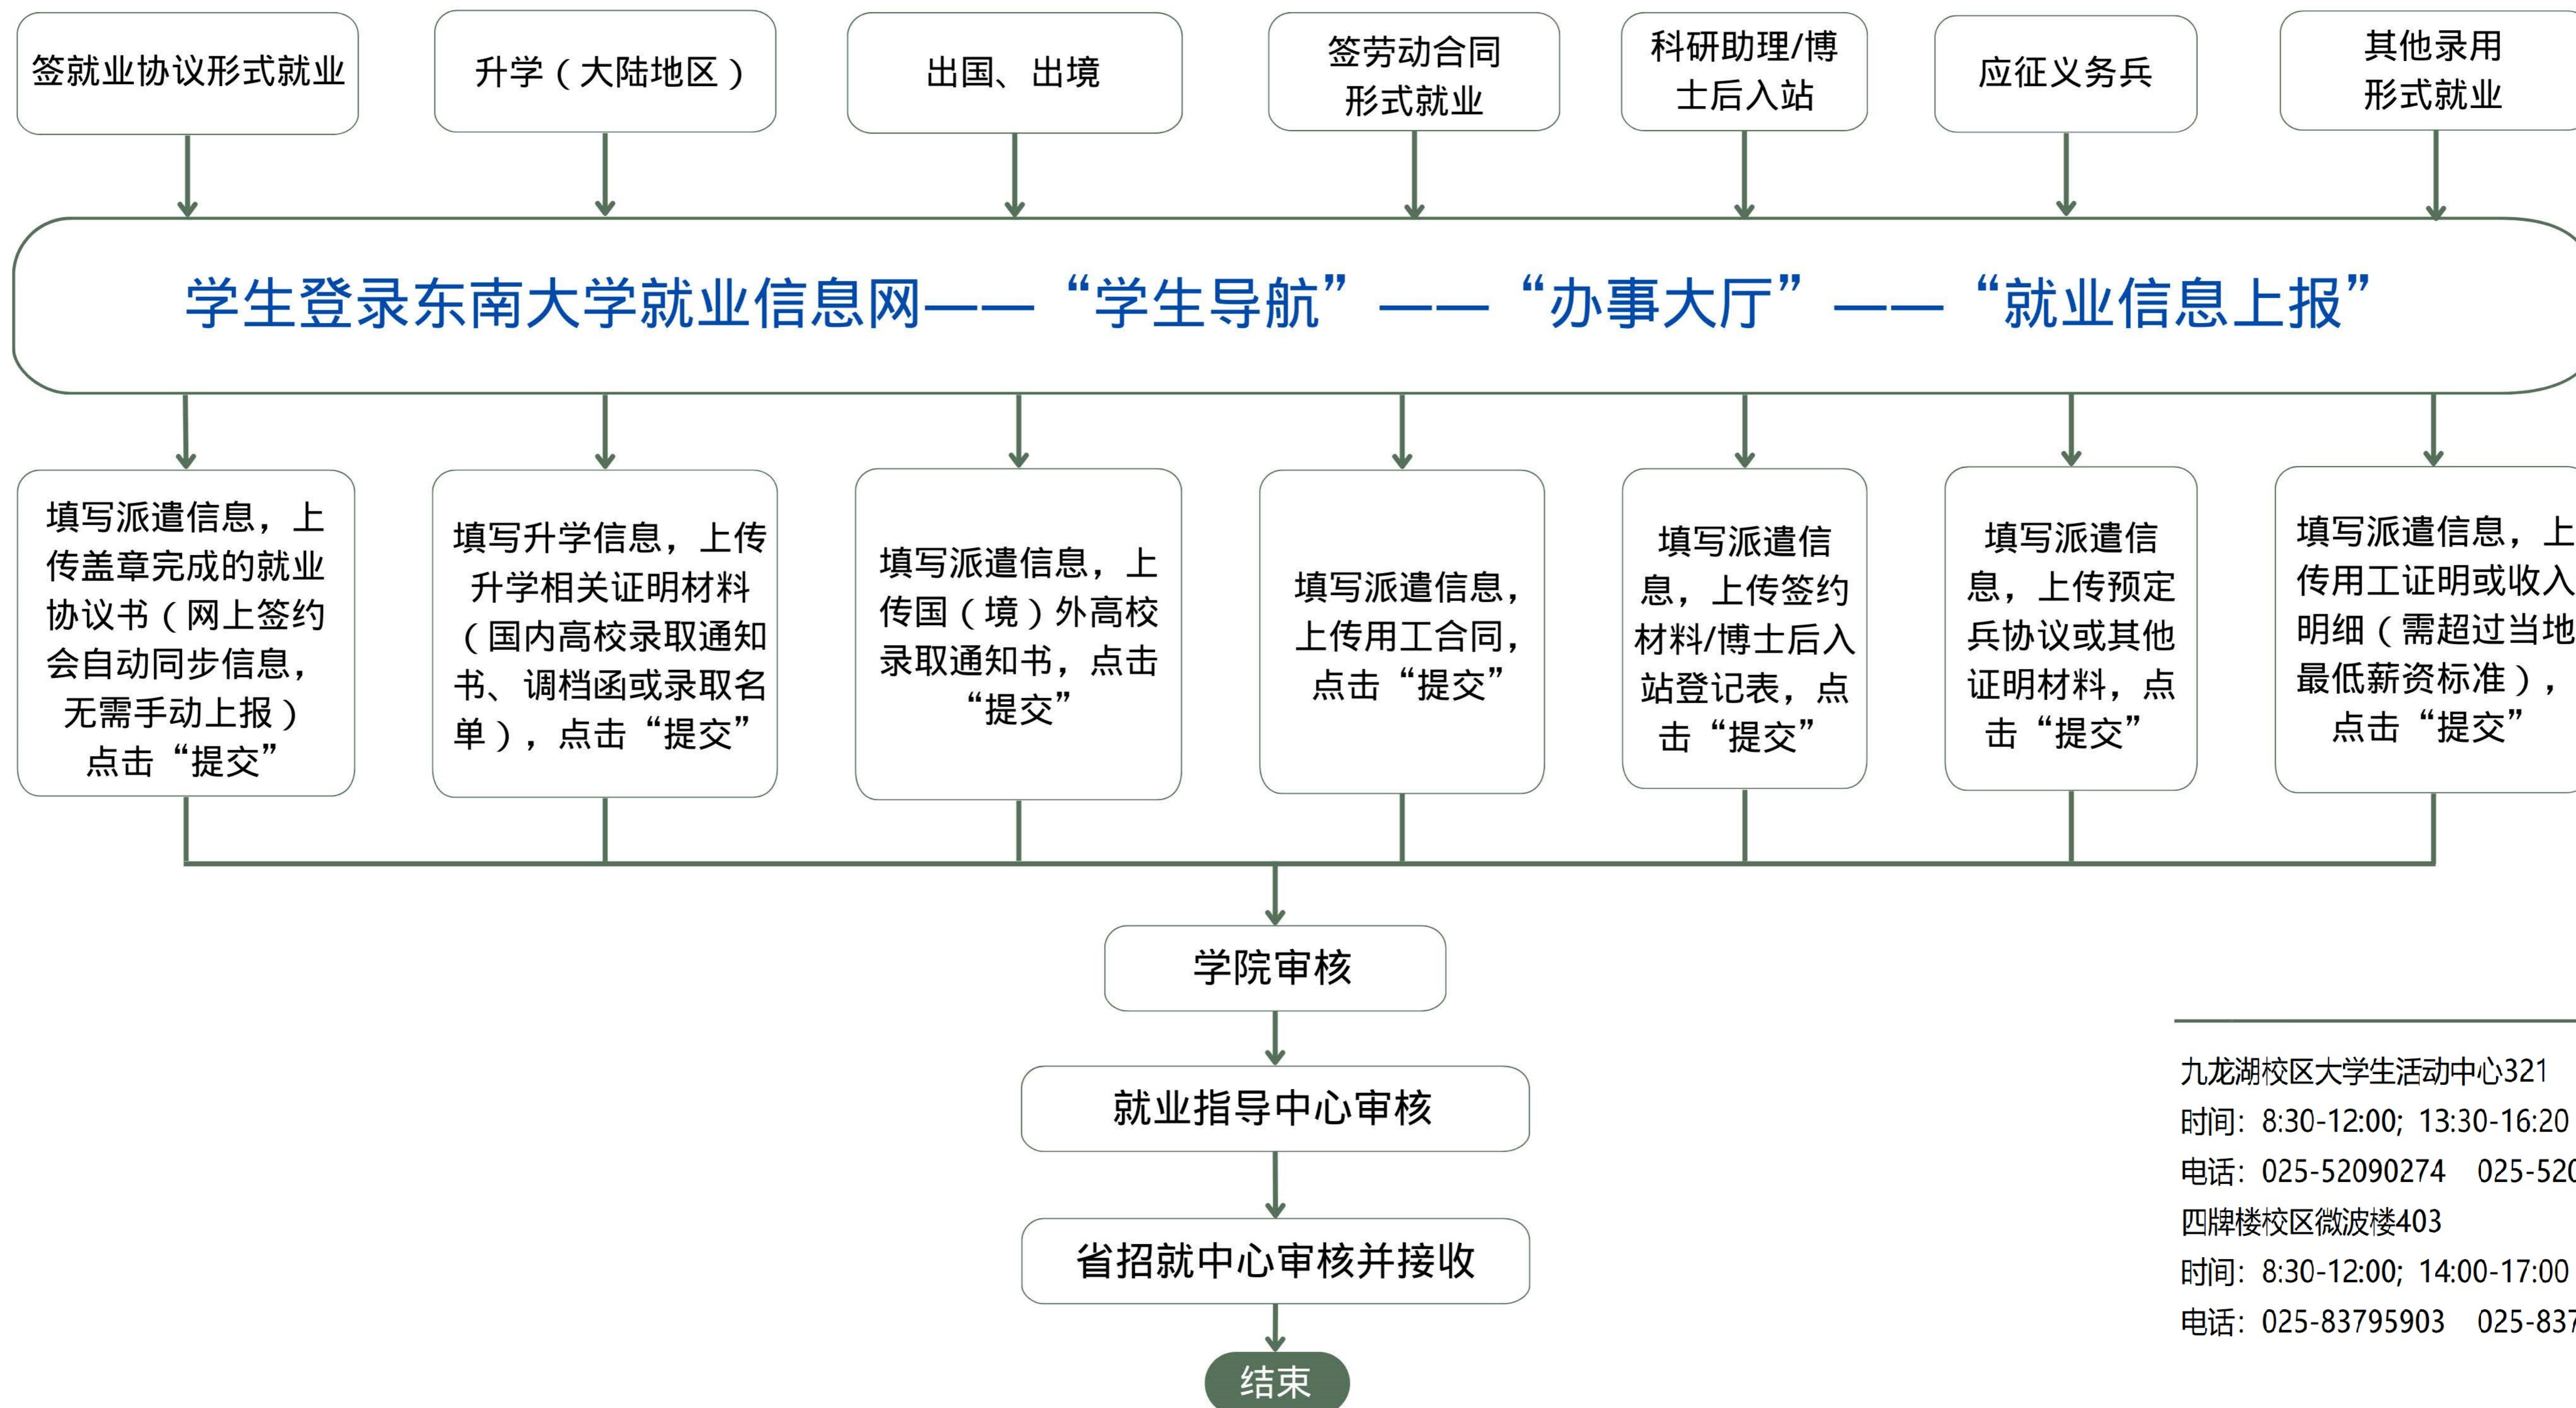 签就业协议形式就业
升学（大陆地区）
出国、出境
签劳动合同
形式就业
科研助理/博
士后入站
应征义务兵
其他录用
形式就业
学生登录东南大学就业信息网——“学生导航”——“办事大厅”——“就业信息上报”
填写派遣信息，上
传盖章完成的就业
协议书（网上签约
会自动同步信息，
无需手动上报）
点击“提交”
填写升学信息，上传
升学相关证明材料
（国内高校录取通知
书、调档函或录取名
单），点击“提交”
填写派遣信息，上
传国（境）外高校
录取通知书，点击
“提交”
填写派遣信息，
上传用工合同，
点击“提交”
填写派遣信
息，上传签约
材料/博士后入
站登记表，点
击“提交”
填写派遣信
息，上传预定
兵协议或其他
证明材料，点
击“提交”
填写派遣信息，上
传用工证明或收入
明细（需超过当地
最低薪资标准），
点击“提交”
学院审核
就业指导中心审核
省招就中心审核并接收
结束
九龙湖校区大学生活动中心321
时间：8:30-12:00；13:30-16:20
电话：025-52090274 025-520
四牌楼校区微波楼403
时间：8:30-12:00；14:00-17:00
电话：025-83795903 025-837